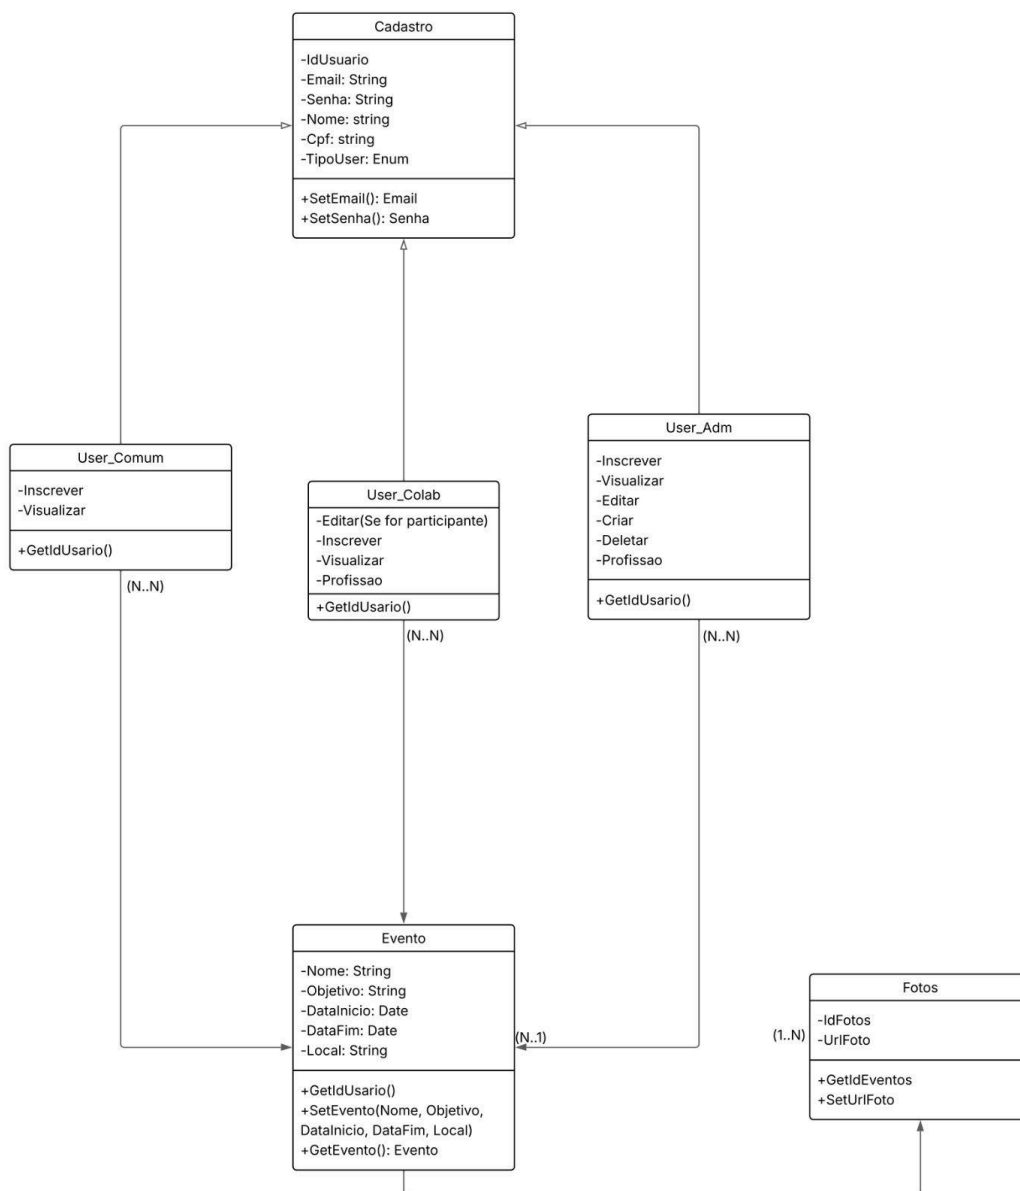 Cadastro
-IdUsuario
-Email: String
-Senha: String
-Nome: string
-Cpf: string
-TipoUser: Enum
+SetEmail(): Email
+SetSenha(): Senha
User_Comum
-Inscrever
-Visualizar
+GetIdUsario()
(N..N)
User_Colab
-Editar(Se for participante)
-Inscrever
-Visualizar
-Profissao
+GetIdUsario()
(N..N)
User_Adm
-Inscrever
-Visualizar
-Editar
-Criar
-Deletar
-Profissao
+GetIdUsario()
(N..N)
Evento
-Nome: String
-Objetivo: String
-DataInicio: Date
-DataFim: Date
-Local: String
+GetIdUsario()
+SetEvento(Nome, Objetivo,
DataInicio, DataFim, Local)
+GetEvento(): Evento
(N..1)
(1..N)
Fotos
-IdFotos
-UrlFoto
+GetIdEventos
+SetUrlFoto